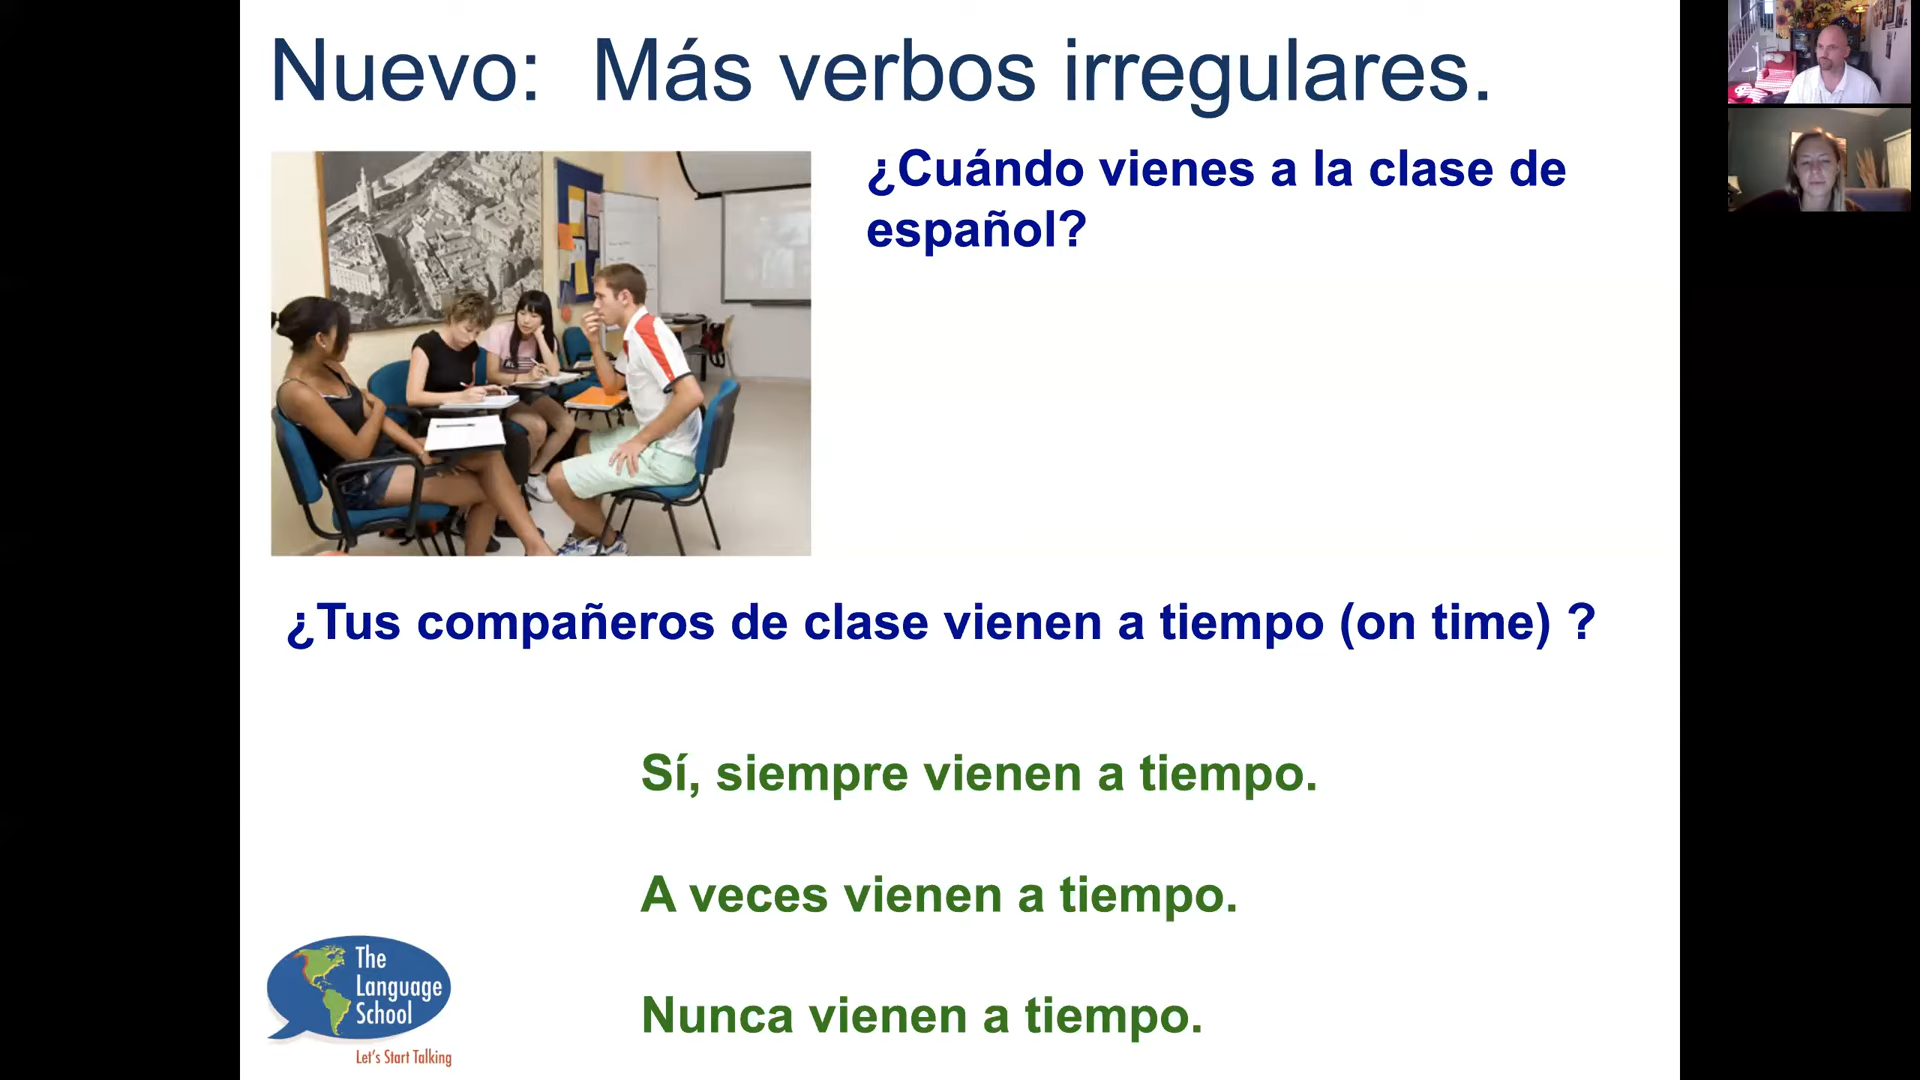 Nuevo: Más verbos irregulares.
¿Cuándo vienes a la clase de
español?
¿Tus compañeros de clase vienen a tiempo (on time) ?
Sí, siempre vienen a tiempo.
A veces vienen a tiempo.
Nunca vienen a tiempo.
The
Language
School
Let's Start Talking